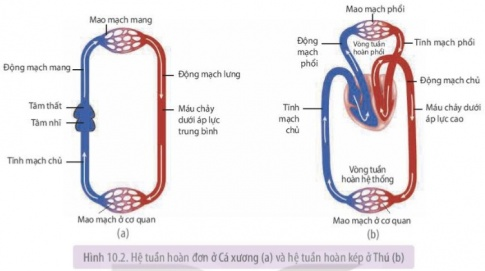 Mao mạch mang
Động mạch mang
Động mạch lưng
Tâm thất
Tâm nhĩ
Máu chảy
dưới áp lực
trung bình
Tĩnh mạch chủ
Mao mạch ở cơ quan
(a)
Mao mạch phổi
Động
mạch
phổi
Vòng tuần
hoàn phổi
Tĩnh mạch phổi
Động mạch chủ
Tĩnh
mạch
chủ
Máu chảy dưới
áp lực cao
Vòng tuần
hoàn hệ thống
Mao mạch ở cơ quan
(b)
Hình 10.2. Hệ tuần hoàn đơn ở Cá xương (a) và hệ tuần hoàn kép ở Thú (b)